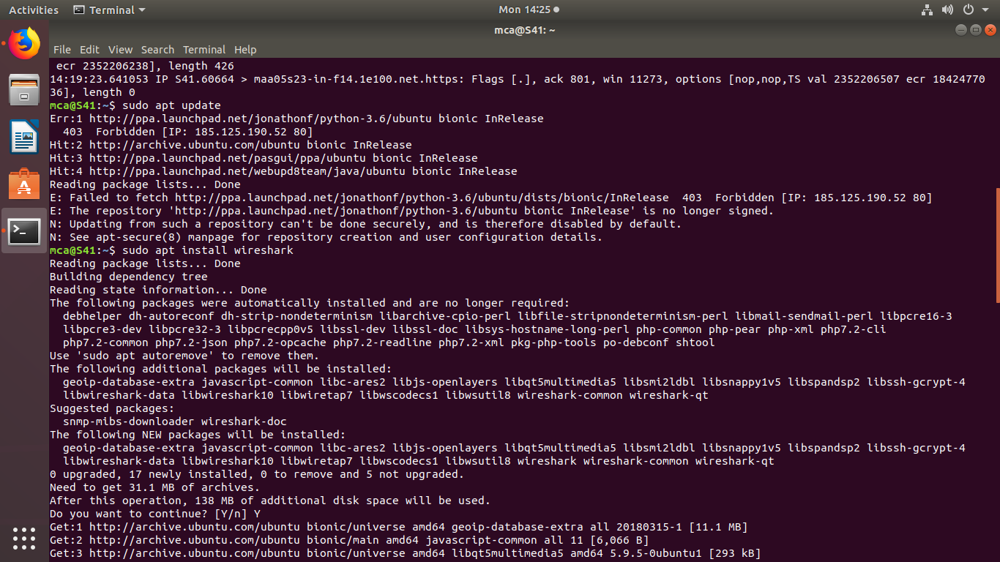 Activities Terminal Mon 14:25
mca@S41: ~
File Edit View Search Terminal Help
 ecr 2352206238], length 426
14:19:23.641053 IP S41.60664 > maa05s23-in-f14.1e100.net.https: Flags [.], ack 801, win 11273, options [nop,nop,TS val 2352206507 ecr 18424770
36], length 0
mca@S41:~$ sudo apt update
Err:1 http://ppa.launchpad.net/jonathonf/python-3.6/ubuntu bionic InRelease
  403  Forbidden [IP: 185.125.190.52 80]
Hit:2 http://archive.ubuntu.com/ubuntu bionic InRelease
Hit:3 http://ppa.launchpad.net/pasgui/ppa/ubuntu bionic InRelease
Hit:4 http://ppa.launchpad.net/webupd8team/java/ubuntu bionic InRelease
Reading package lists... Done
E: Failed to fetch http://ppa.launchpad.net/jonathonf/python-3.6/ubuntu/dists/bionic/InRelease  403  Forbidden [IP: 185.125.190.52 80]
E: The repository 'http://ppa.launchpad.net/jonathonf/python-3.6/ubuntu bionic InRelease' is no longer signed.
N: Updating from such a repository can't be done securely, and is therefore disabled by default.
N: See apt-secure(8) manpage for repository creation and user configuration details.
mca@S41:~$ sudo apt install wireshark
Reading package lists... Done
Building dependency tree
Reading state information... Done
The following packages were automatically installed and are no longer required:
  debhelper dh-autoreconf dh-strip-nondeterminism libarchive-cpio-perl libfile-stripnondeterminism-perl libmail-sendmail-perl libpcre16-3
  libpcre3-dev libpcre32-3 libpcrecpp0v5 libssl-dev libssl-doc libsys-hostname-long-perl php-common php-pear php-xml php7.2-cli
  php7.2-common php7.2-json php7.2-opcache php7.2-readline php7.2-xml pkg-php-tools po-debconf shtool
Use 'sudo apt autoremove' to remove them.
The following additional packages will be installed:
  geoip-database-extra javascript-common libc-ares2 libjs-openlayers libqt5multimedia5 libsmi2ldbl libsnappy1v5 libspandsp2 libssh-gcrypt-4
  libwireshark-data libwireshark10 libwiretap7 libwscodecs1 libwsutil8 wireshark-common wireshark-qt
Suggested packages:
  snmp-mibs-downloader wireshark-doc
The following NEW packages will be installed:
  geoip-database-extra javascript-common libc-ares2 libjs-openlayers libqt5multimedia5 libsmi2ldbl libsnappy1v5 libspandsp2 libssh-gcrypt-4
  libwireshark-data libwireshark10 libwiretap7 libwscodecs1 libwsutil8 wireshark wireshark-common wireshark-qt
0 upgraded, 17 newly installed, 0 to remove and 5 not upgraded.
Need to get 31.1 MB of archives.
After this operation, 138 MB of additional disk space will be used.
Do you want to continue? [Y/n] Y
Get:1 http://archive.ubuntu.com/ubuntu bionic/universe amd64 geoip-database-extra all 20180315-1 [11.1 MB]
Get:2 http://archive.ubuntu.com/ubuntu bionic/main amd64 javascript-common all 11 [6,066 B]
Get:3 http://archive.ubuntu.com/ubuntu bionic/universe amd64 libqt5multimedia5 amd64 5.9.5-0ubuntu1 [293 kB]